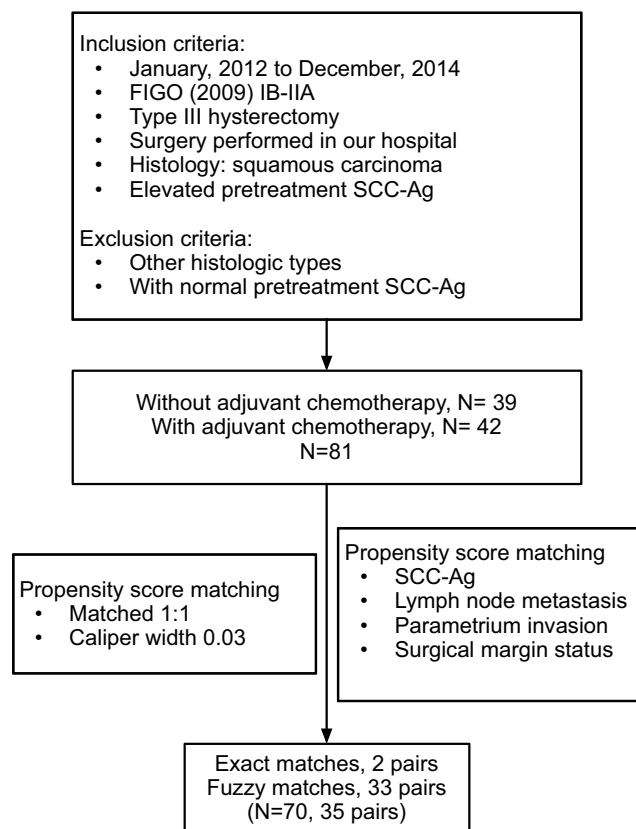 Inclusion criteria:
• January, 2012 to December, 2014
• FIGO (2009) IB-IIA
• Type III hysterectomy
• Surgery performed in our hospital
• Histology: squamous carcinoma
• Elevated pretreatment SCC-Ag
Exclusion criteria:
• Other histologic types
• With normal pretreatment SCC-Ag
Without adjuvant chemotherapy, N= 39
With adjuvant chemotherapy, N= 42
N=81
Propensity score matching
• Matched 1:1
• Caliper width 0.03
Propensity score matching
• SCC-Ag
• Lymph node metastasis
• Parametrium invasion
• Surgical margin status
Exact matches, 2 pairs
Fuzzy matches, 33 pairs
(N=70, 35 pairs)